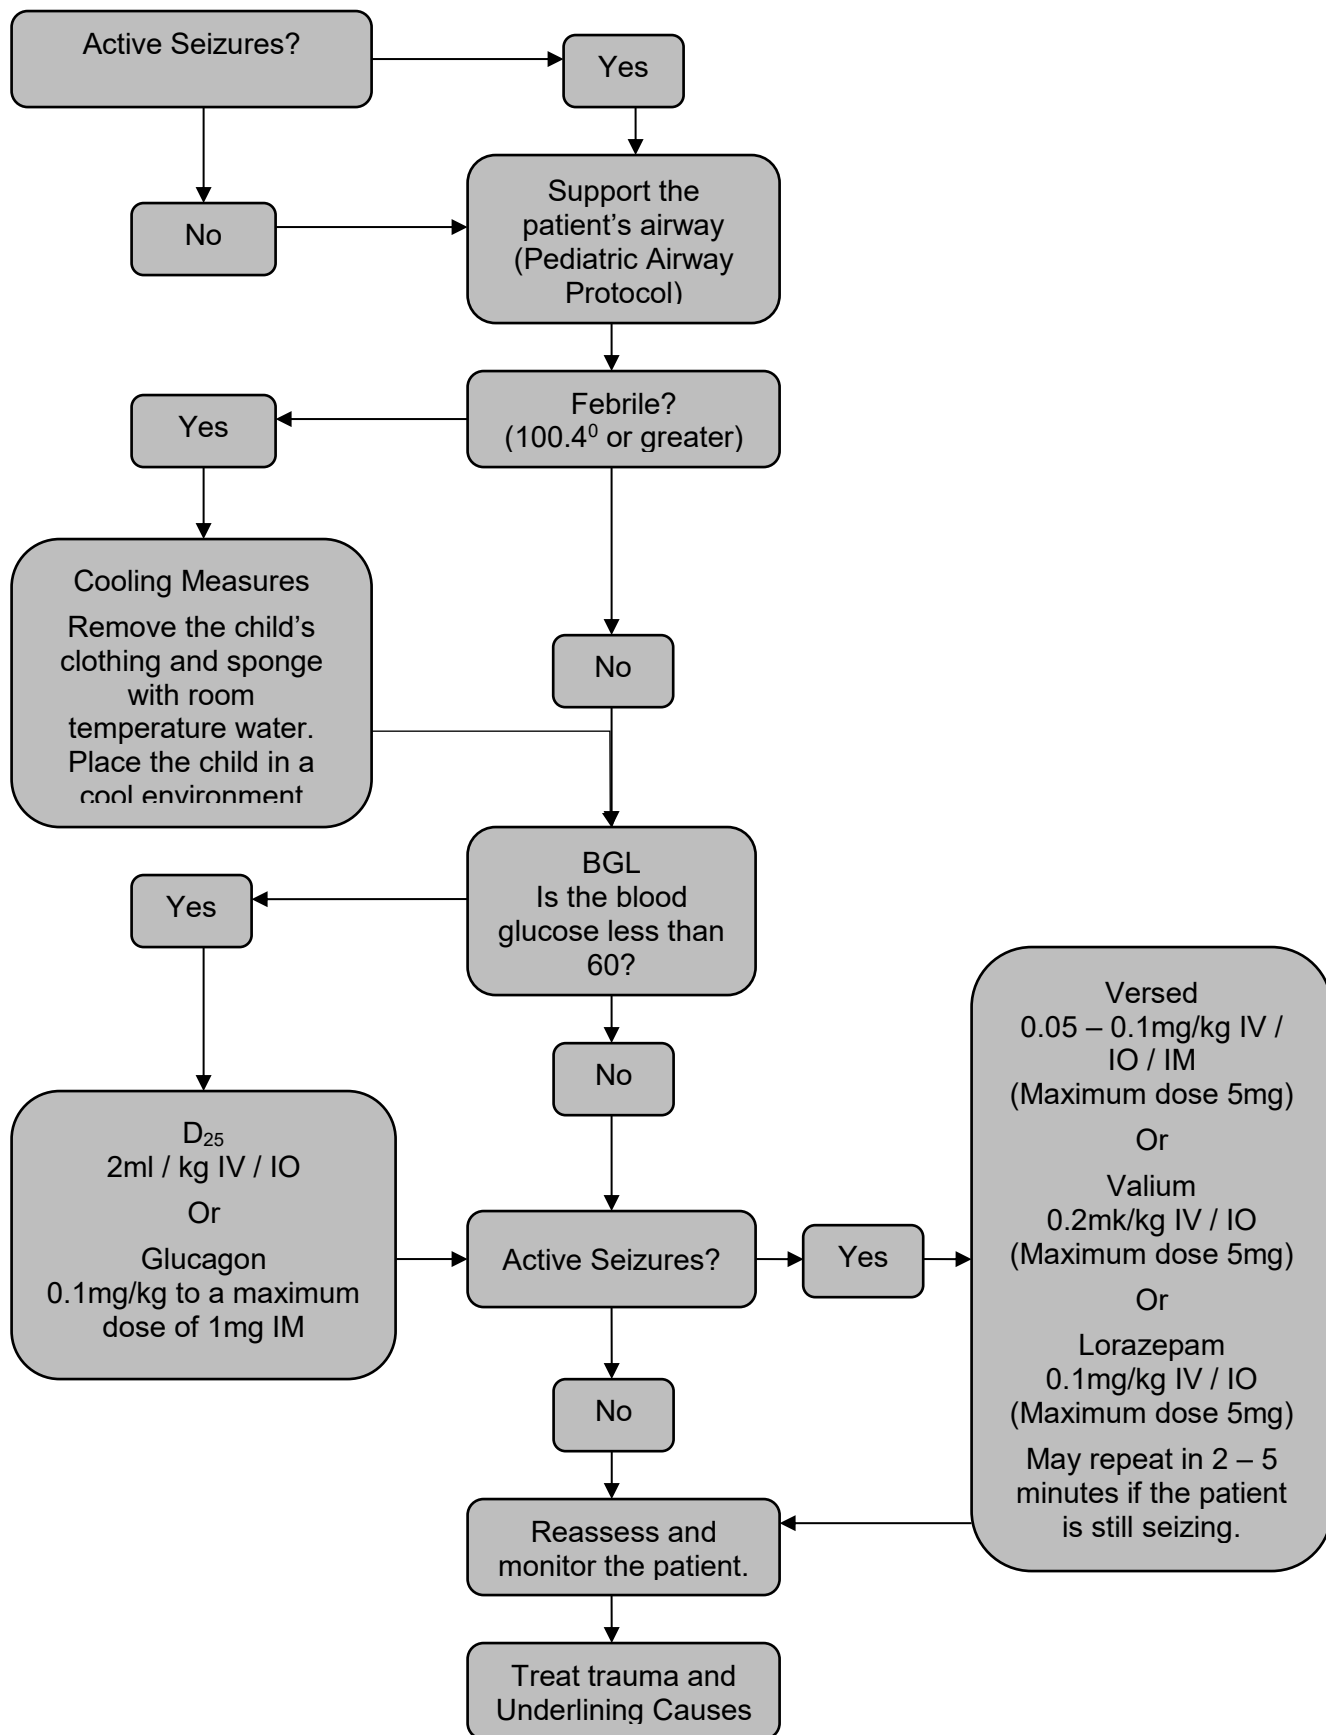 Active Seizures?
Yes
No
Support the
patient’s airway
(Pediatric Airway
Protocol)
Febrile?
(100.4⁰ or greater)
Yes
Cooling Measures
Remove the child’s
clothing and sponge
with room
temperature water.
Place the child in a
cool environment
No
BGL
Is the blood
glucose less than
60?
Yes
No
D₂₅
2ml / kg IV / IO
Or
Glucagon
0.1mg/kg to a maximum
dose of 1mg IM
Active Seizures?
Yes
Versed
0.05 – 0.1mg/kg IV /
IO / IM
(Maximum dose 5mg)
Or
Valium
0.2mk/kg IV / IO
(Maximum dose 5mg)
Or
Lorazepam
0.1mg/kg IV / IO
(Maximum dose 5mg)
May repeat in 2 – 5
minutes if the patient
is still seizing.
No
Reassess and
monitor the patient.
Treat trauma and
Underlining Causes